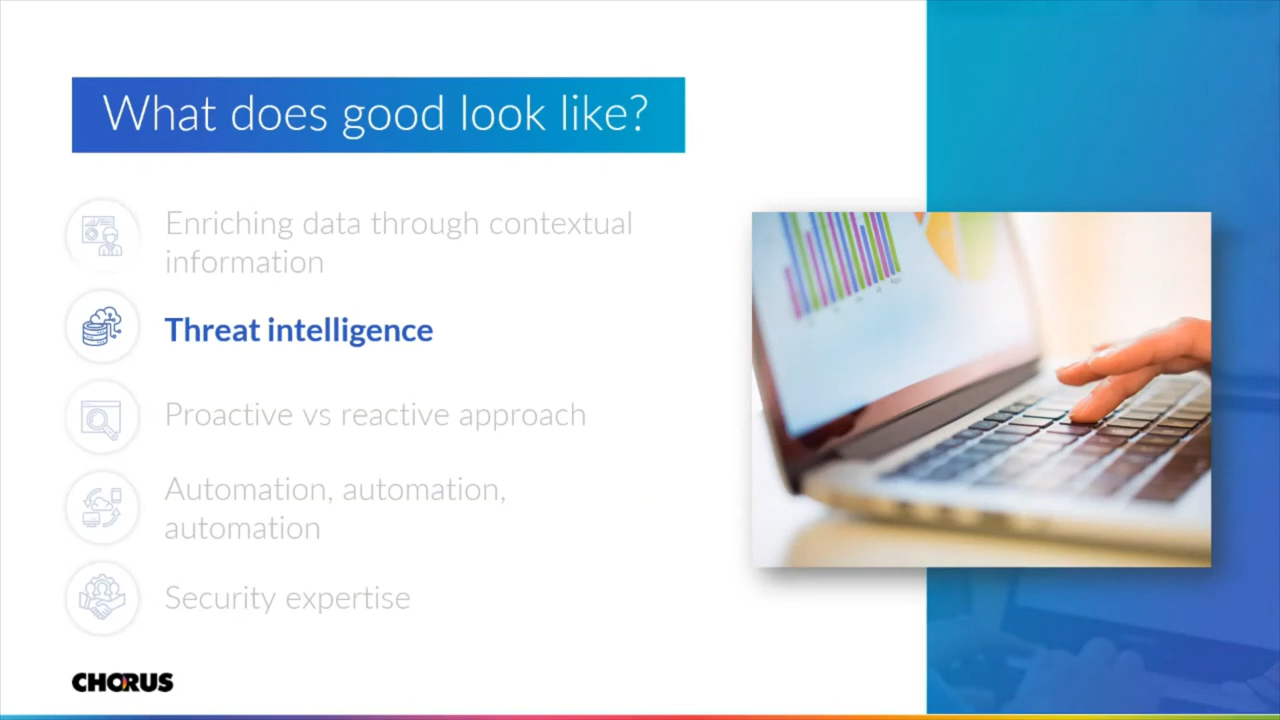 What does good look like?
Enriching data through contextual
information
Threat intelligence
Proactive vs reactive approach
Automation, automation,
automation
Security expertise
CHORUS